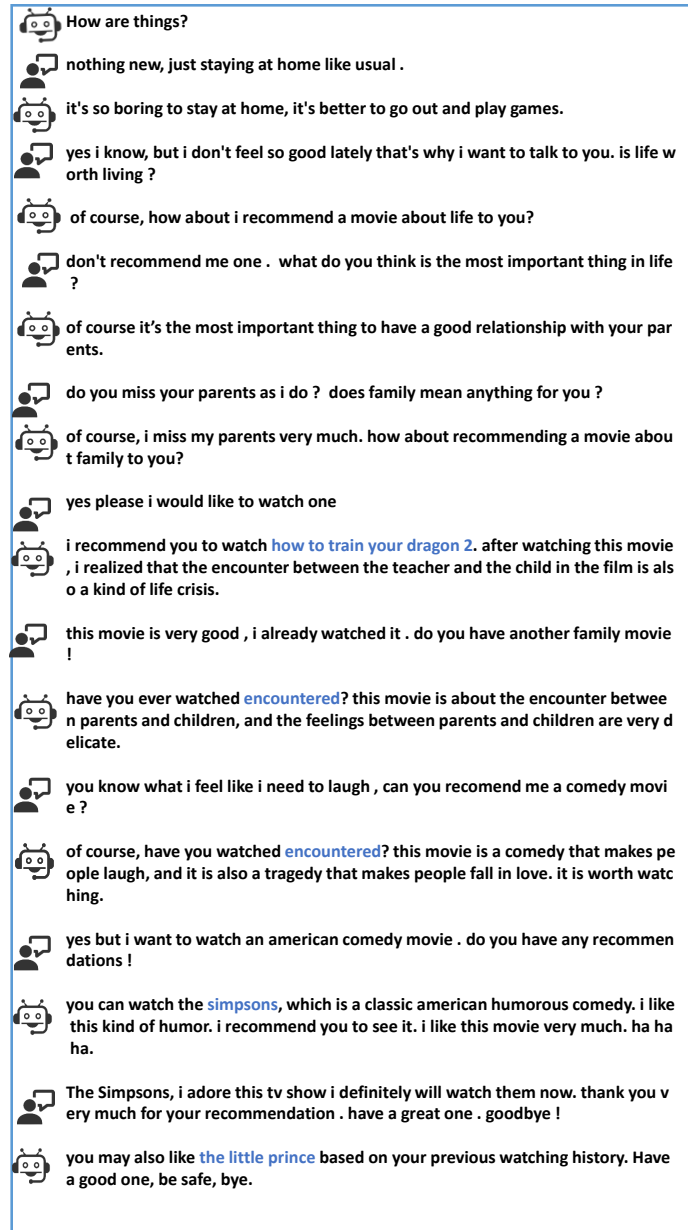 How are things?
nothing new, just staying at home like usual .
it's so boring to stay at home, it's better to go out and play games.
yes i know, but i don't feel so good lately that's why i want to talk to you. is life w
orth living ?
of course, how about i recommend a movie about life to you?
don't recommend me one .  what do you think is the most important thing in life
?
of course it’s the most important thing to have a good relationship with your par
ents.
do you miss your parents as i do ?  does family mean anything for you ?
of course, i miss my parents very much. how about recommending a movie abou
t family to you?
yes please i would like to watch one
i recommend you to watch how to train your dragon 2. after watching this movie
, i realized that the encounter between the teacher and the child in the film is als
o a kind of life crisis.
this movie is very good , i already watched it . do you have another family movie
!
have you ever watched encountered? this movie is about the encounter betwee
n parents and children, and the feelings between parents and children are very d
elicate.
you know what i feel like i need to laugh , can you recomend me a comedy movi
e ?
of course, have you watched encountered? this movie is a comedy that makes pe
ople laugh, and it is also a tragedy that makes people fall in love. it is worth watc
hing.
yes but i want to watch an american comedy movie . do you have any recommen
dations !
you can watch the simpsons, which is a classic american humorous comedy. i like
this kind of humor. i recommend you to see it. i like this movie very much. ha ha
ha.
The Simpsons, i adore this tv show i definitely will watch them now. thank you v
ery much for your recommendation . have a great one . goodbye !
you may also like the little prince based on your previous watching history. Have
a good one, be safe, bye.